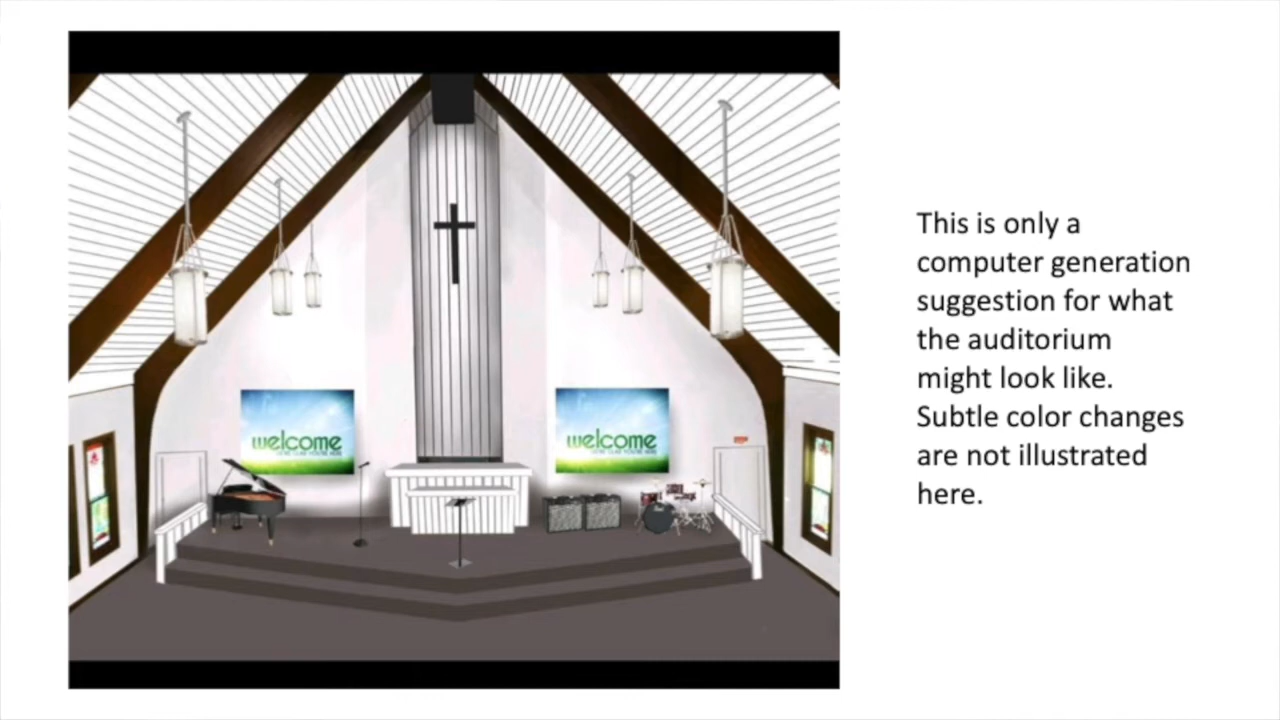 welcome
welcome
This is only a
computer generation
suggestion for what
the auditorium
might look like.
Subtle color changes
are not illustrated
here.